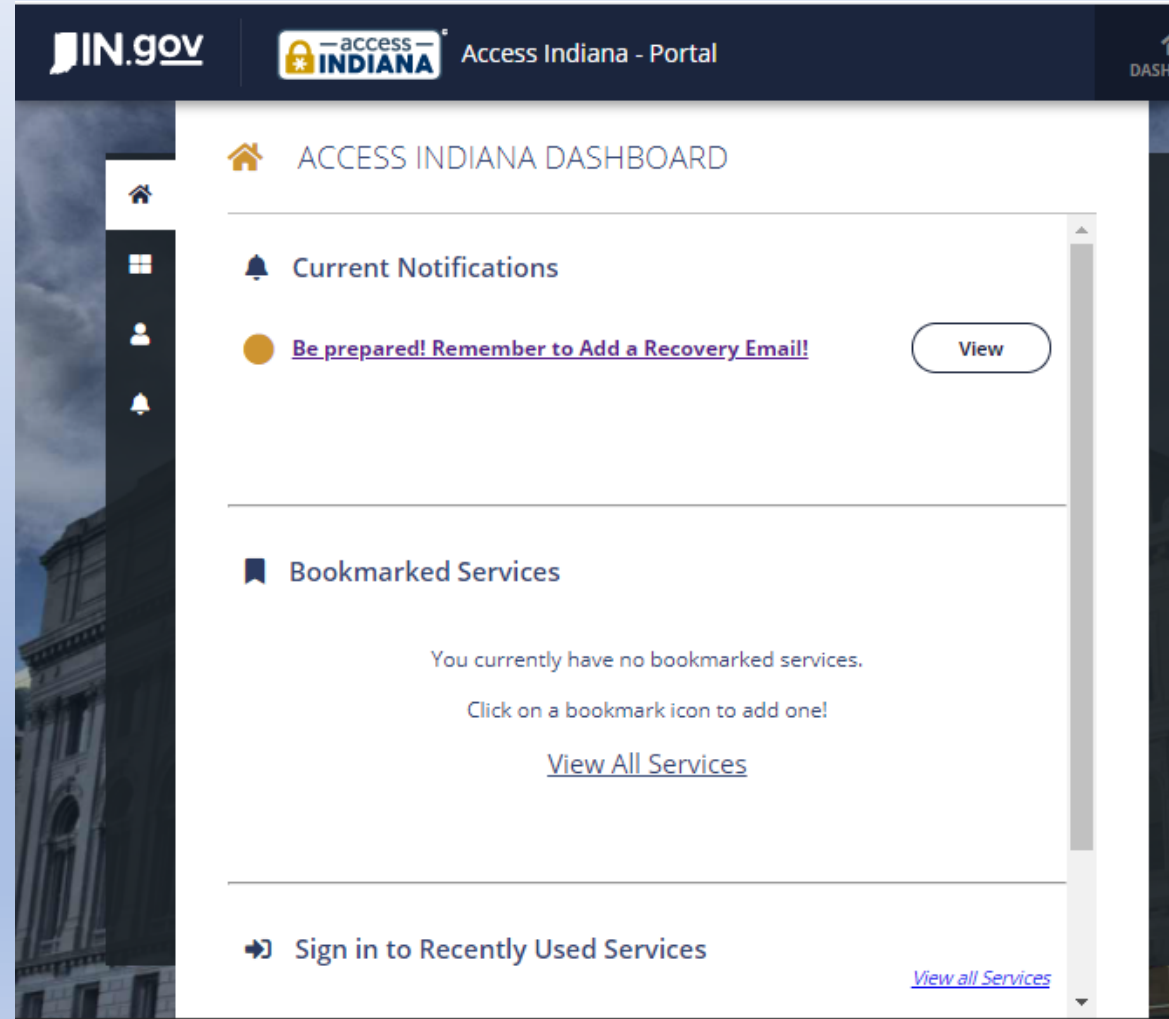 IN.gov
access
INDIANA
Access Indiana - Portal
ACCESS INDIANA DASHBOARD
Current Notifications
Be prepared! Remember to Add a Recovery Email!
View
Bookmarked Services
You currently have no bookmarked services.
Click on a bookmark icon to add one!
View All Services
Sign in to Recently Used Services
View all Services